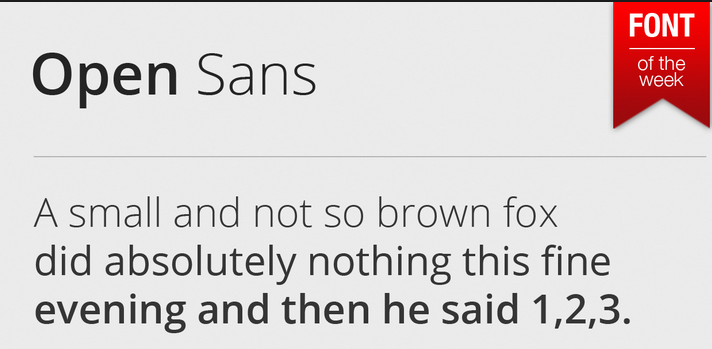 FONT
of the
week
Open Sans
A small and not so brown fox
did absolutely nothing this fine
evening and then he said 1,2,3.